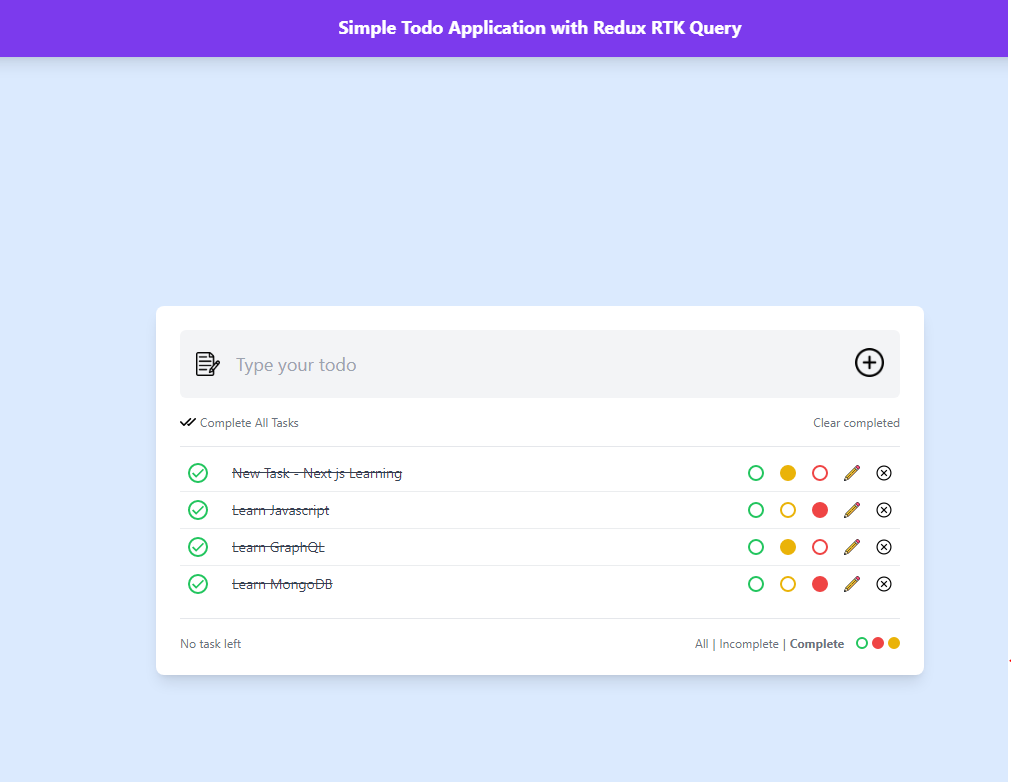 Simple Todo Application with Redux RTK Query
Type your todo
Complete All Tasks
Clear completed
New Task - Next js Learning
Learn Javascript
Learn GraphQL
Learn MongoDB
No task left
All | Incomplete | Complete